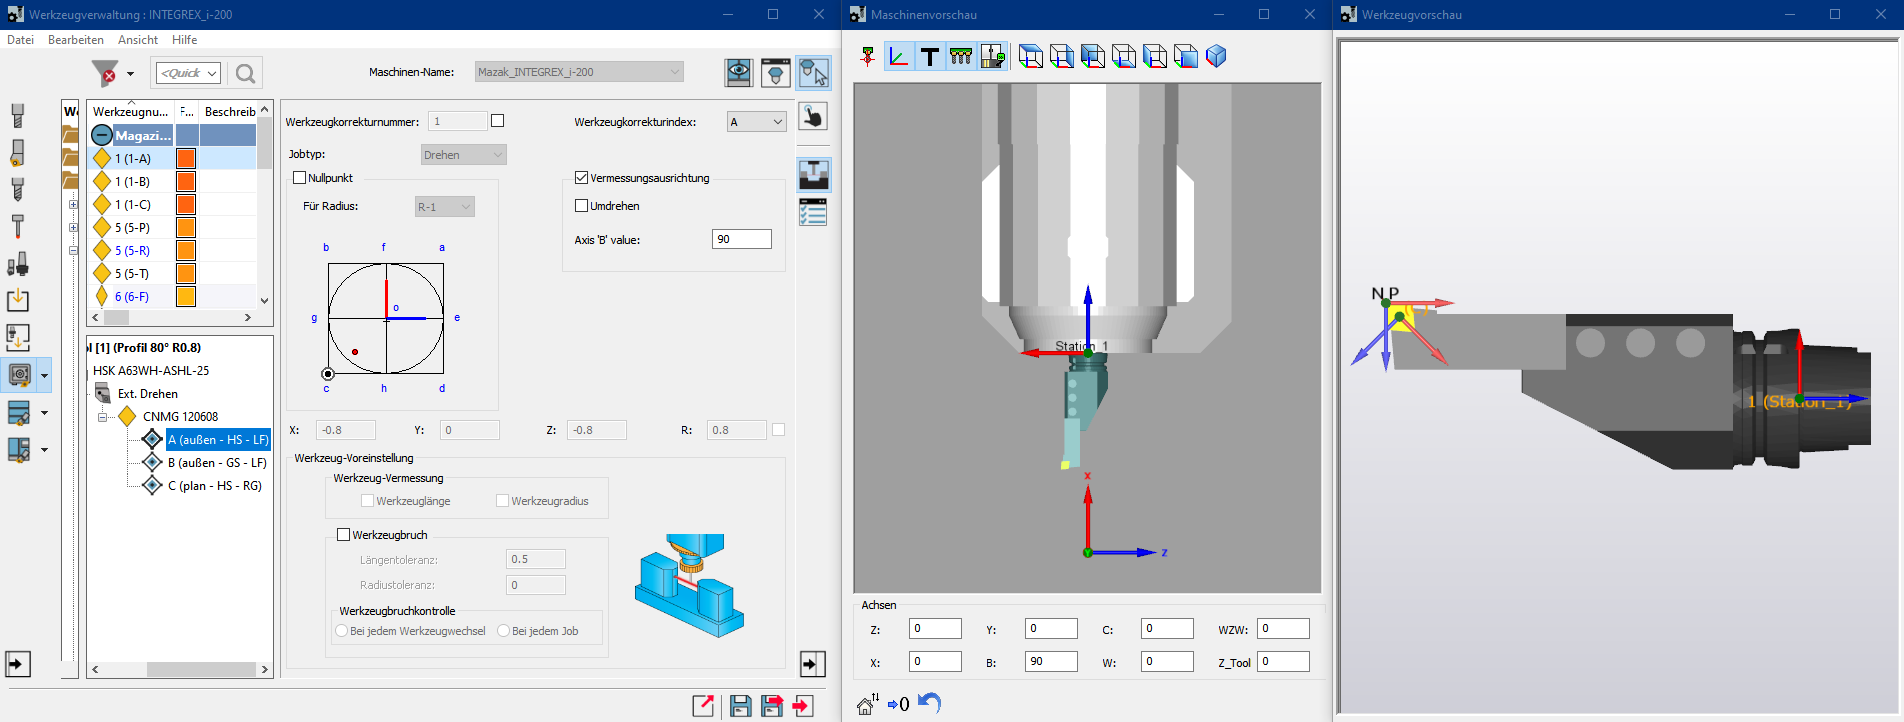 Werkzeugverwaltung : INTEGREX_i-200
Datei Bearbeiten Ansicht Hilfe
<Quick
Maschinen-Name: Mazak_INTEGREX_i-200
We
Werkzeugnu... F... Beschreib
Magazi...
1 (1-A)
1 (1-B)
1 (1-C)
5 (5-P)
5 (5-R)
5 (5-T)
6 (6-F)
[1] (Profil 80° R0.8)
HSK A63WH-ASHL-25
Ext. Drehen
CNMG 120608
A (außen - HS - LF)
B (außen - GS - LF)
C (plan - HS - RG)
Werkzeugkorrekturnummer: 1
Werkzeugkorrekturindex: A
Jobtyp: Drehen
Nullpunkt
Für Radius: R-1
b f a
g o e
c h d
Vermessungsausrichtung
Umdrehen
Axis 'B' value: 90
X: -0.8 Y: 0 Z: -0.8 R: 0.8
Werkzeug-Voreinstellung
Werkzeug-Vermessung
Werkzeuglänge Werkzeugradius
Werkzeugbruch
Längentoleranz: 0.5
Radiustoleranz: 0
Werkzeugbruchkontrolle
Bei jedem Werkzeugwechsel Bei jedem Job
Maschinenvorschau
Station_1
X
Y
Z
Achsen
Z: 0 Y: 0 C: 0 WZW: 0
X: 0 B: 90 W: 0 Z_Tool 0
→0
Werkzeugvorschau
N P
1 (Station_1)